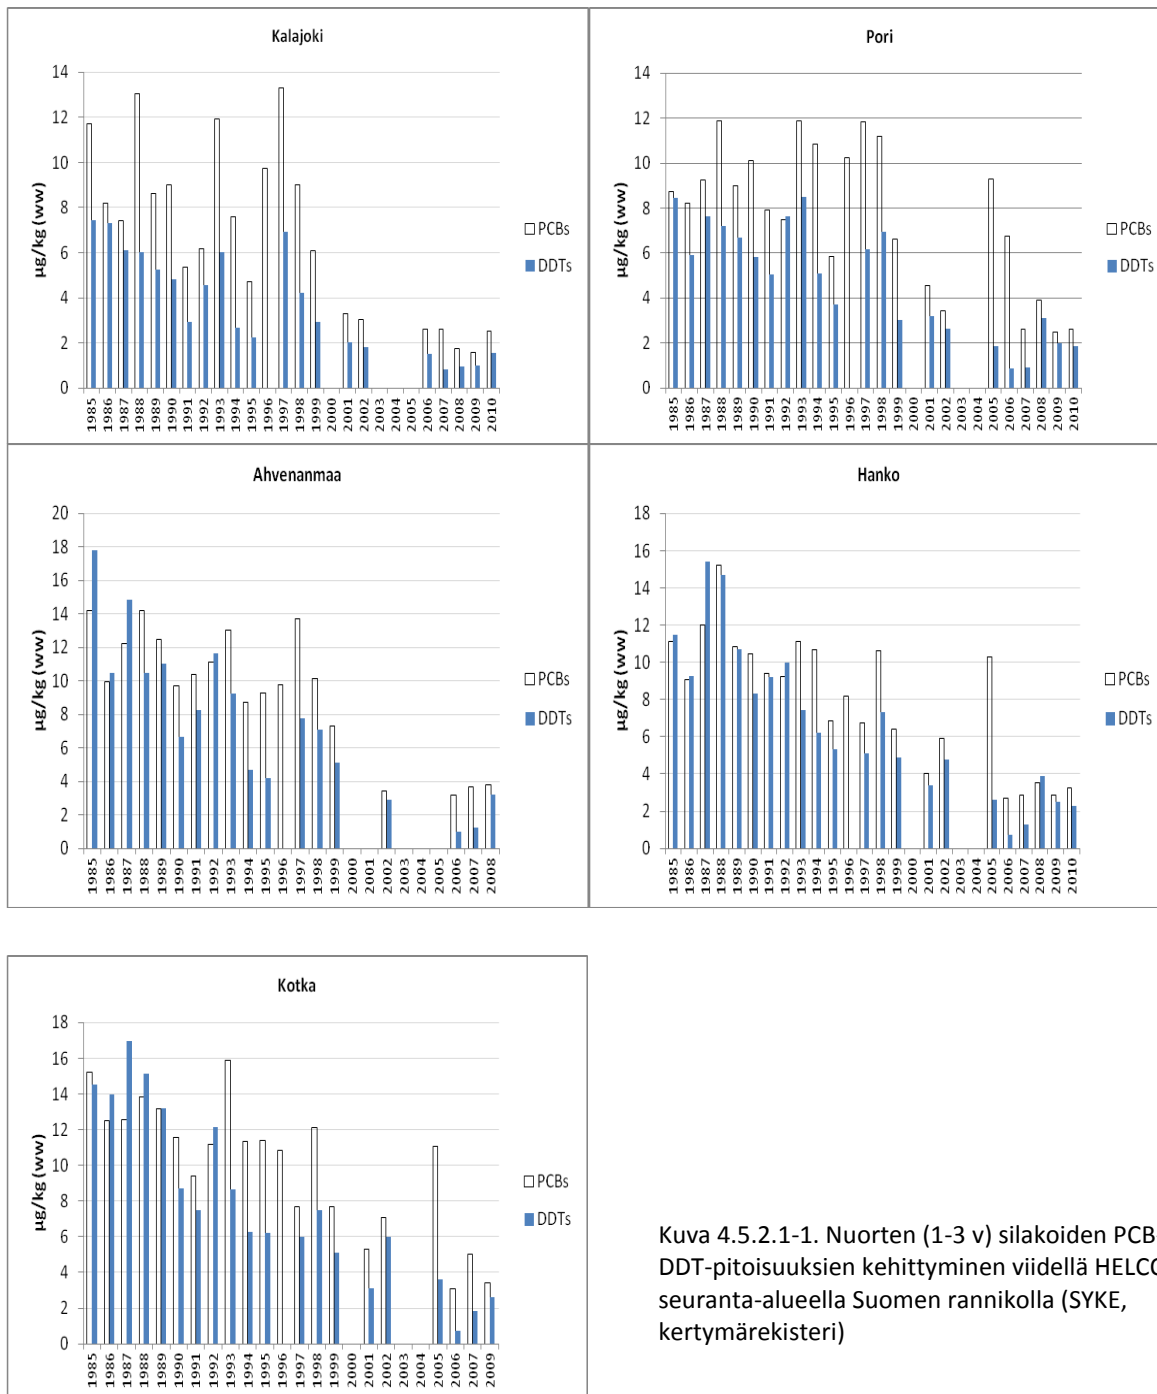 Kalajoki
14
12
10
8
6
4
2
0
µg/kg (ww)
PCBs
DDTs
1985 1986 1987 1988 1989 1990 1991 1992 1993 1994 1995 1996 1997 1998 1999 2000 2001 2002 2003 2004 2005 2006 2007 2008 2009 2010
Pori
14
12
10
8
6
4
2
0
µg/kg (ww)
PCBs
DDTs
1985 1986 1987 1988 1989 1990 1991 1992 1993 1994 1995 1996 1997 1998 1999 2000 2001 2002 2003 2004 2005 2006 2007 2008 2009 2010
Ahvenanmaa
20
18
16
14
12
10
8
6
4
2
0
µg/kg (ww)
PCBs
DDTs
1985 1986 1987 1988 1989 1990 1991 1992 1993 1994 1995 1996 1997 1998 1999 2000 2001 2002 2003 2004 2005 2006 2007 2008
Hanko
18
16
14
12
10
8
6
4
2
0
µg/kg (ww)
PCBs
DDTs
1985 1986 1987 1988 1989 1990 1991 1992 1993 1994 1995 1996 1997 1998 1999 2000 2001 2002 2003 2004 2005 2006 2007 2008 2009 2010
Kotka
18
16
14
12
10
8
6
4
2
0
µg/kg (ww)
PCBs
DDTs
1985 1986 1987 1988 1989 1990 1991 1992 1993 1994 1995 1996 1997 1998 1999 2000 2001 2002 2003 2004 2005 2006 2007 2008 2009
Kuva 4.5.2.1-1. Nuorten (1-3 v) silakoiden PCB
DDT-pitoisuuksien kehittyminen viidellä HELCO
seuranta-alueella Suomen rannikolla (SYKE,
kertymärekisteri)